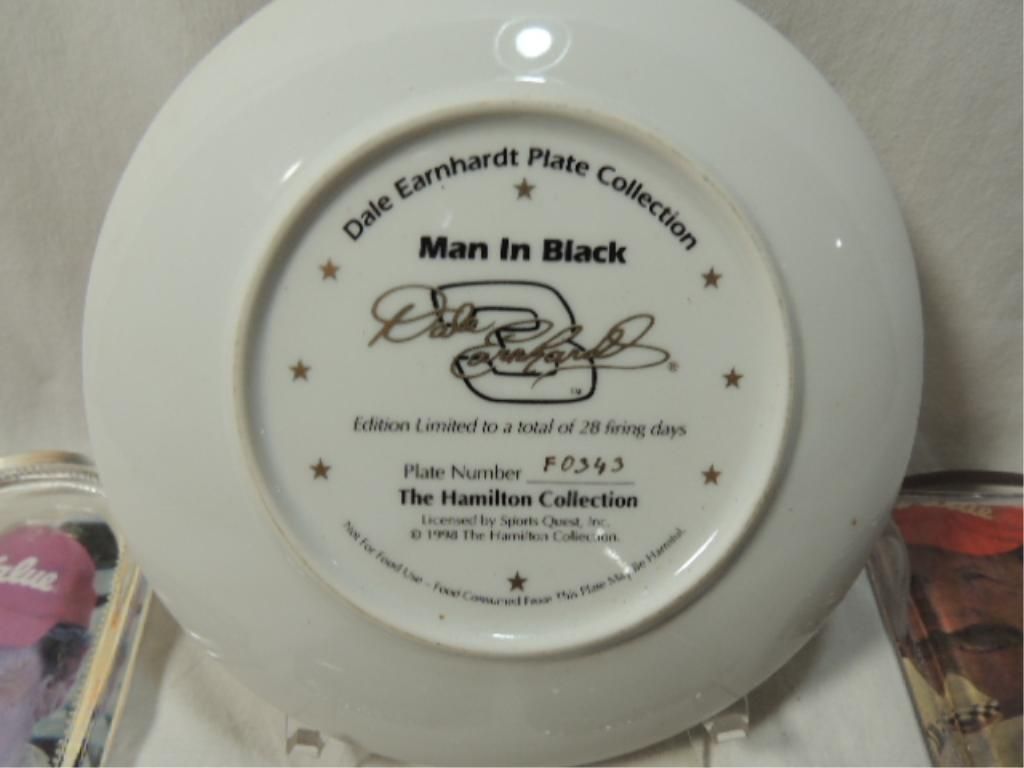 Dale Earnhardt Plate Collection
Man In Black
3
Dale
Earnhardt ®
TM
Edition Limited to a total of 28 firing days
Plate Number F0343
The Hamilton Collection
Licensed by Sports Quest, Inc.
© 1998 The Hamilton Collection.
Not For Food Use – Food Consumed From This Plate May Be Harmful.